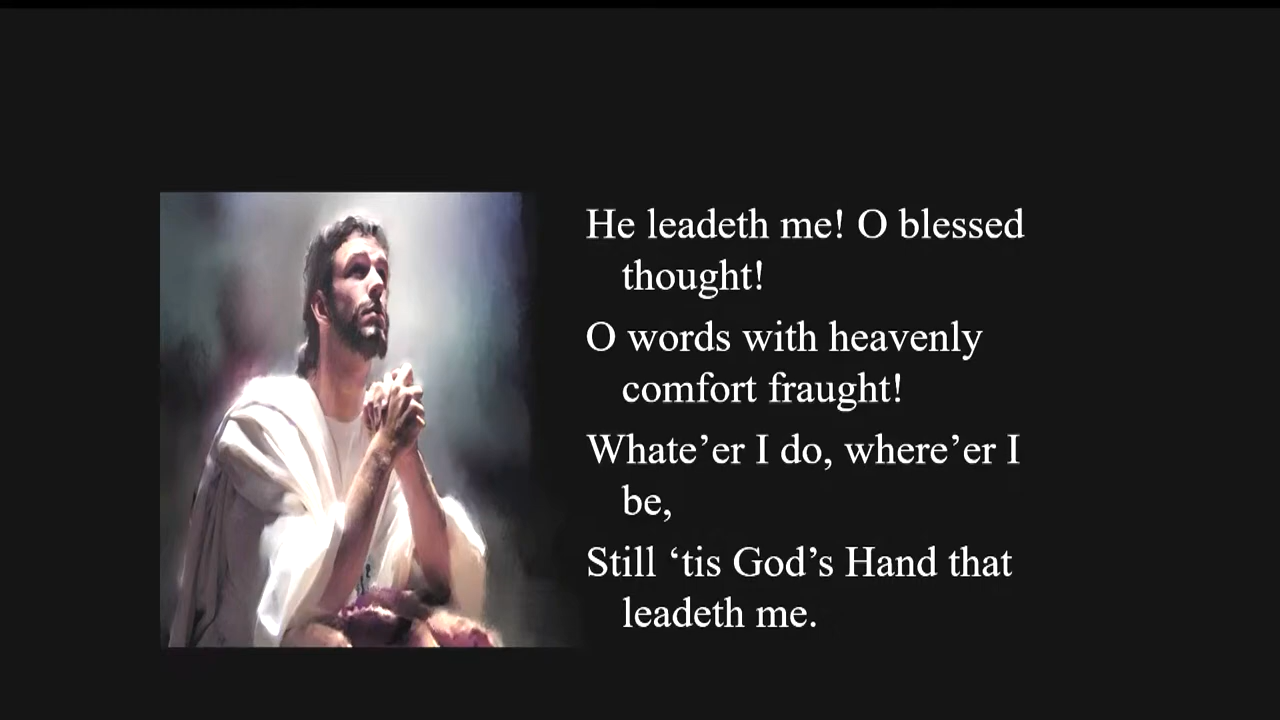 He leadeth me! O blessed
thought!
O words with heavenly
comfort fraught!
Whate’er I do, where’er I
be,
Still ‘tis God’s Hand that
leadeth me.